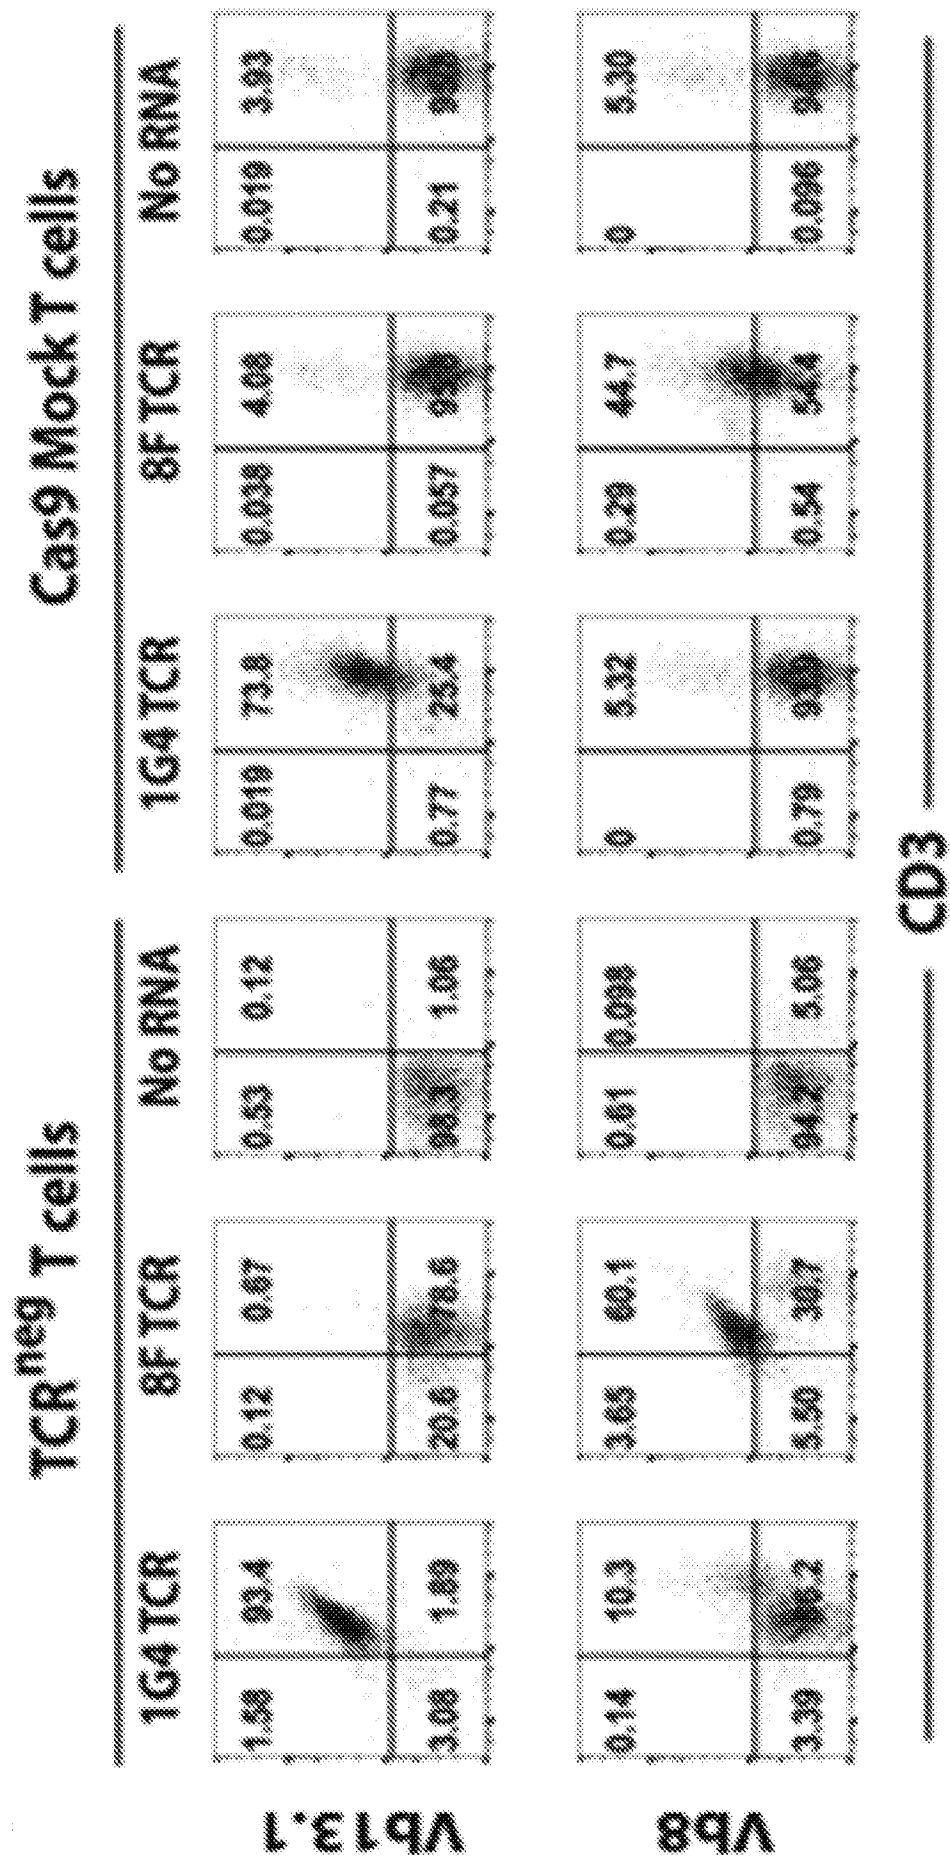 TCRneg T cells Cas9 Mock T cells
1G4 TCR 8F TCR No RNA 1G4 TCR 8F TCR No RNA
Vb13.1
1.58 93.4 0.12 0.67 0.53 0.12 0.019 73.8 0.038 4.08 0.019 3.93
3.08 1.89 20.6 78.6 98.3 1.06 0.77 25.4 0.057 0.21
Vb8
0.14 10.3 3.65 60.1 0.61 0.098 0 5.32 0.29 44.7 0 5.30
3.39 86.2 5.50 30.7 94.2 5.06 0.79 0.54 54.4 0.096
CD3